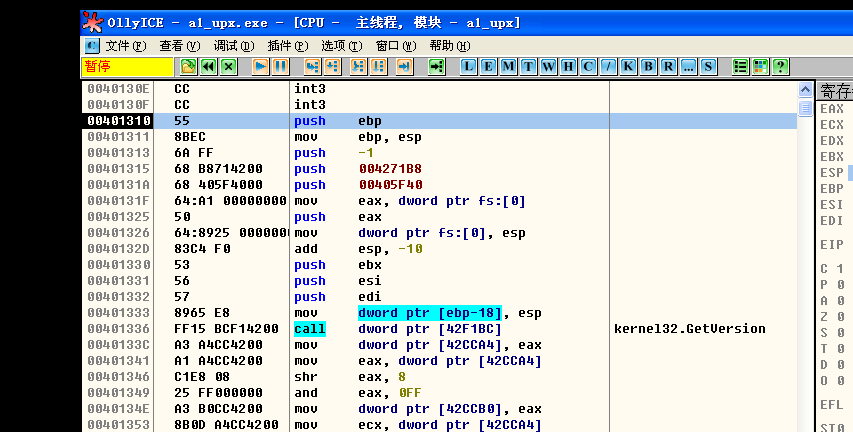 OllyICE - a1_upx.exe - [CPU - 主线程, 模块 - a1_upx]
文件(F) 查看(V) 调试(D) 插件(P) 选项(T) 窗口(W) 帮助(H)
暂停 L E M T W H C / K B R ... S ?
0040130E CC int3
0040130F CC int3
00401310 55 push ebp
00401311 8BEC mov ebp, esp
00401313 6A FF push -1
00401315 68 B8714200 push 004271B8
0040131A 68 405F4000 push 00405F40
0040131F 64:A1 00000000 mov eax, dword ptr fs:[0]
00401325 50 push eax
00401326 64:8925 0000000 mov dword ptr fs:[0], esp
0040132D 83C4 F0 add esp, -10
00401330 53 push ebx
00401331 56 push esi
00401332 57 push edi
00401333 8965 E8 mov dword ptr [ebp-18], esp
00401336 FF15 BCF14200 call dword ptr [42F1BC] kernel32.GetVersion
0040133C A3 A4CC4200 mov dword ptr [42CCA4], eax
00401341 A1 A4CC4200 mov eax, dword ptr [42CCA4]
00401346 C1E8 08 shr eax, 8
00401349 25 FF000000 and eax, 0FF
0040134E A3 B0CC4200 mov dword ptr [42CCB0], eax
00401353 8B0D A4CC4200 mov ecx, dword ptr [42CCA4]
寄存
EAX
ECX
EDX
EBX
ESP
EBP
ESI
EDI
EIP
C 1
P 0
A 0
Z 0
S 0
T 0
D 0
O 0
EFL
ST0